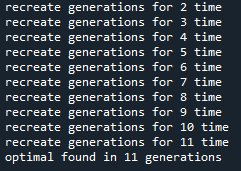 recreate generations for 2 time
recreate generations for 3 time
recreate generations for 4 time
recreate generations for 5 time
recreate generations for 6 time
recreate generations for 7 time
recreate generations for 8 time
recreate generations for 9 time
recreate generations for 10 time
recreate generations for 11 time
optimal found in 11 generations